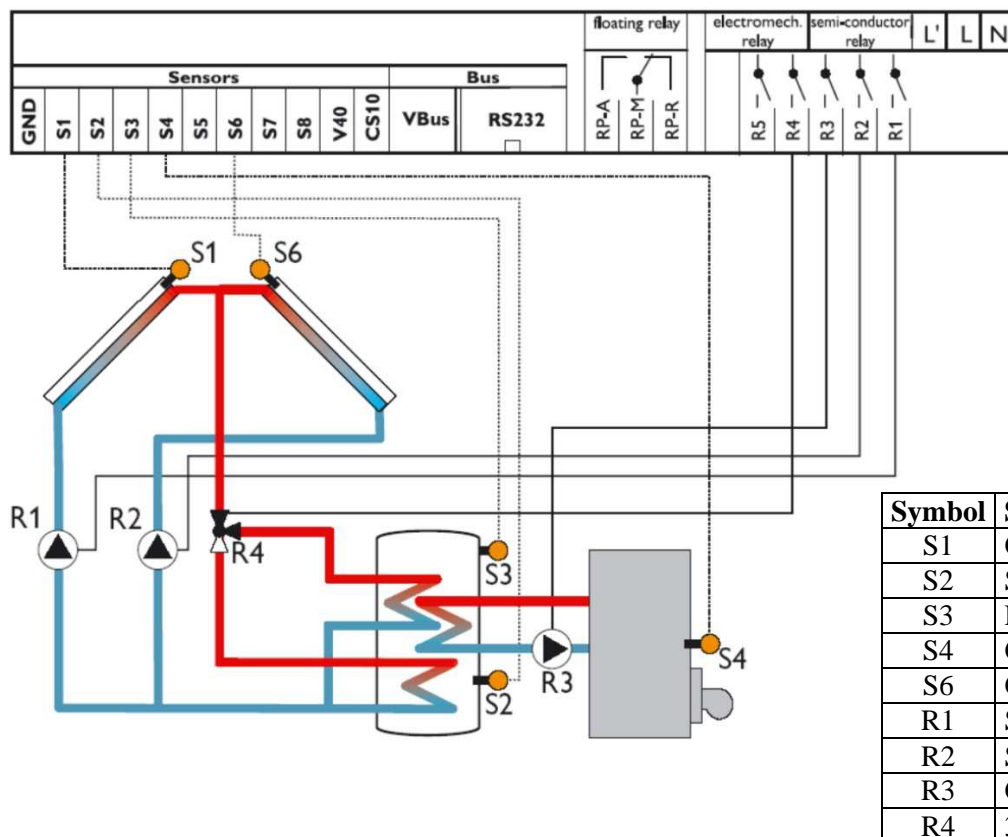 floating relay electromech. semi-conductor L' L N
relay relay
Sensors Bus
GND S1 S2 S3 S4 S5 S6 S7 S8 V40 CS10 VBus RS232 RP-A RP-M RP-R R5 R4 R3 R2 R1
S1 S6
R1 R2 R4
S3
S4
R3
S2
Symbol
S1
S2
S3
S4
S6
R1
R2
R3
R4